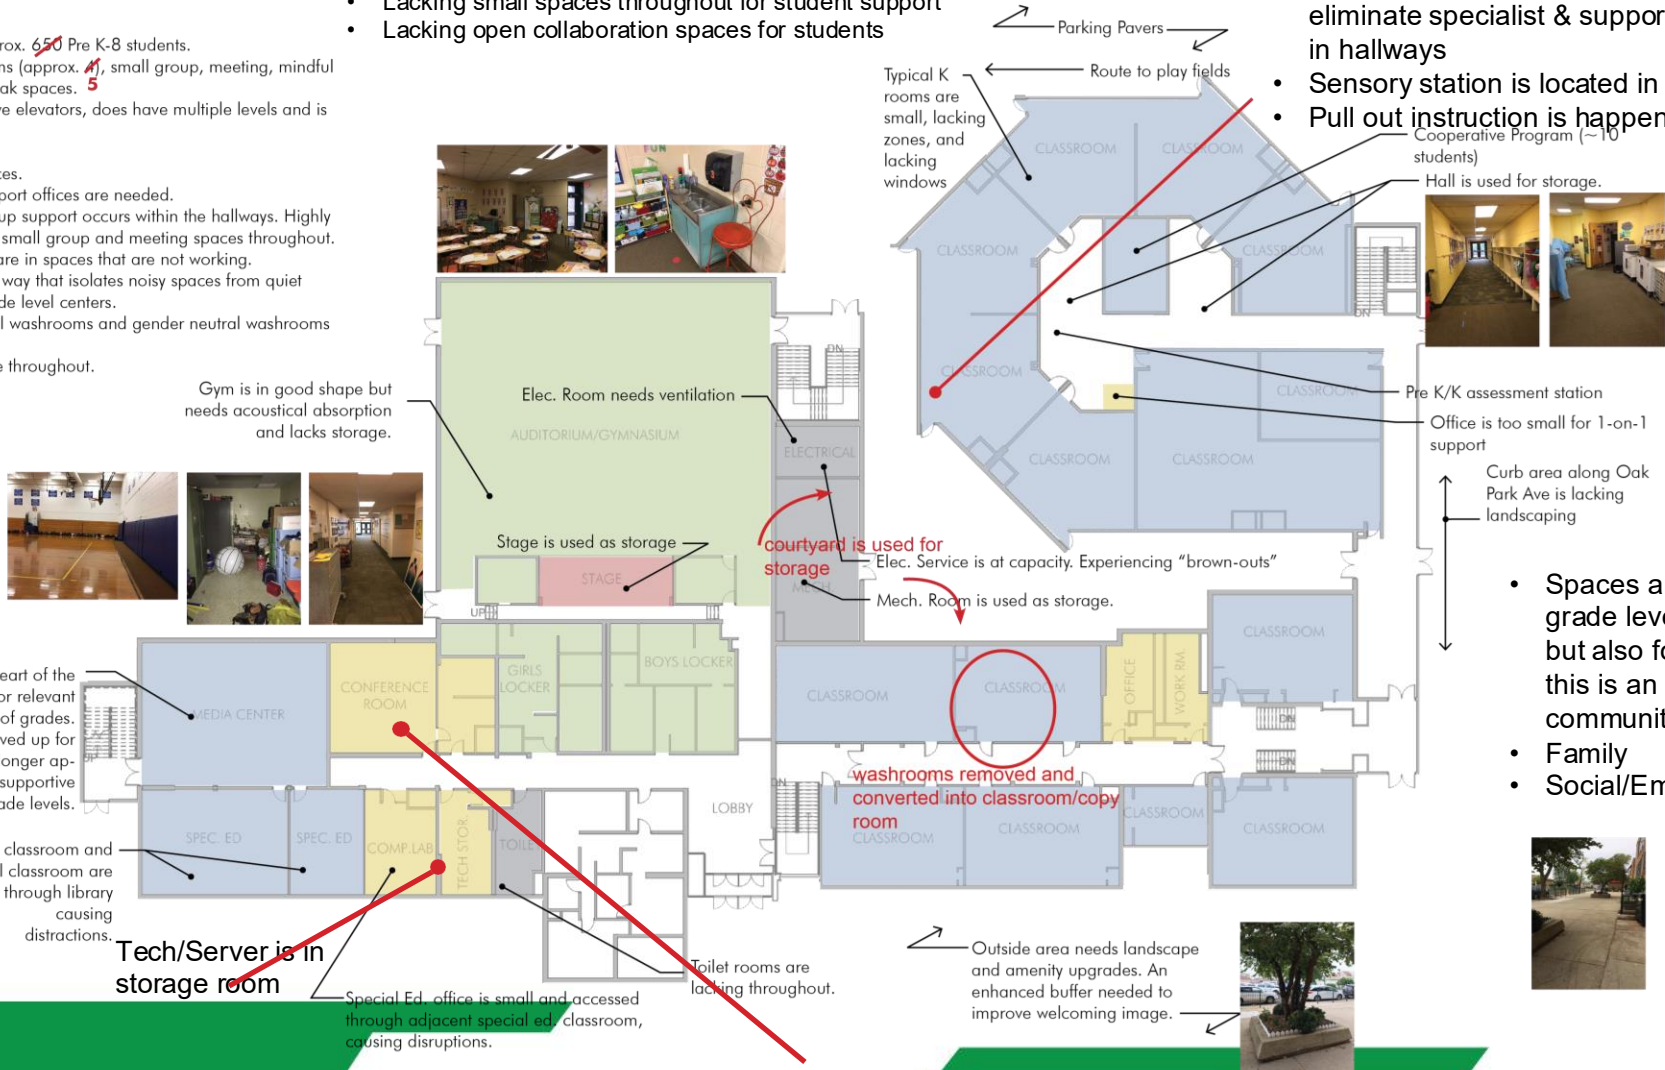 • Lacking small spaces throughout for student support
• Lacking open collaboration spaces for students
rox. 650 Pre K-8 students.
ms (approx. 4), small group, meeting, mindful
5
ak spaces.
ve elevators, does have multiple levels and is
ces.
port offices are needed.
up support occurs within the hallways. Highly
small group and meeting spaces throughout.
are in spaces that are not working.
way that isolates noisy spaces from quiet
de level centers.
l washrooms and gender neutral washrooms
e throughout.
Parking Pavers
Route to play fields
Typical K
rooms are
small, lacking
zones, and
lacking
windows
eliminate specialist & suppor
in hallways
• Sensory station is located in
• Pull out instruction is happen
Cooperative Program (~10
students)
Hall is used for storage.
CLASSROOM
CLASSROOM
CLASSROOM
CLASSROOM
CLASSROOM
CLASSROOM
CLASSROOM
CLASSROOM
DN
Pre K/K assessment station
Office is too small for 1-on-1
support
Curb area along Oak
Park Ave is lacking
landscaping
FUN
Gym is in good shape but
needs acoustical absorption
and lacks storage.
Elec. Room needs ventilation
DN
AUDITORIUM/GYMNASIUM
ELECTRICAL
Stage is used as storage
STAGE
UP
courtyard is used for
storage
Elec. Service is at capacity. Experiencing “brown-outs”
MECH
Mech. Room is used as storage.
• Spaces a
grade leve
but also fo
this is an
communit
• Family
• Social/Em
eart of the
or relevant
of grades.
ved up for
onger ap-
supportive
ade levels.
MEDIA CENTER
CONFERENCE
ROOM
GIRLS
LOCKER
BOYS LOCKER
CLASSROOM
CLASSROOM
OFFICE
WORK RM.
CLASSROOM
DN
DN
UP
DN
washrooms removed and
converted into classroom/copy
room
LOBBY
SPEC. ED
SPEC. ED
COMP.LAB
TECH STOR.
TOILET
CLASSROOM
CLASSROOM
CLASSROOM
CLASSROOM
classroom and
l classroom are
through library
causing
distractions.
Tech/Server is in
storage room
Special Ed. office is small and accessed
through adjacent special ed. classroom,
causing disruptions.
Toilet rooms are
lacking throughout.
Outside area needs landscape
and amenity upgrades. An
enhanced buffer needed to
improve welcoming image.